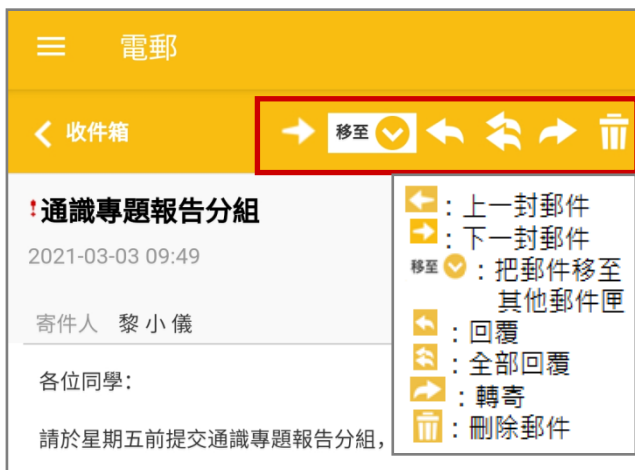 電郵
收件箱
移至
!通識專題報告分組
2021-03-03 09:49
寄件人 黎小儀
各位同學:
請於星期五前提交通識專題報告分組,
：上一封郵件
：下一封郵件
移至：把郵件移至
其他郵件匣
：回覆
：全部回覆
：轉寄
：刪除郵件